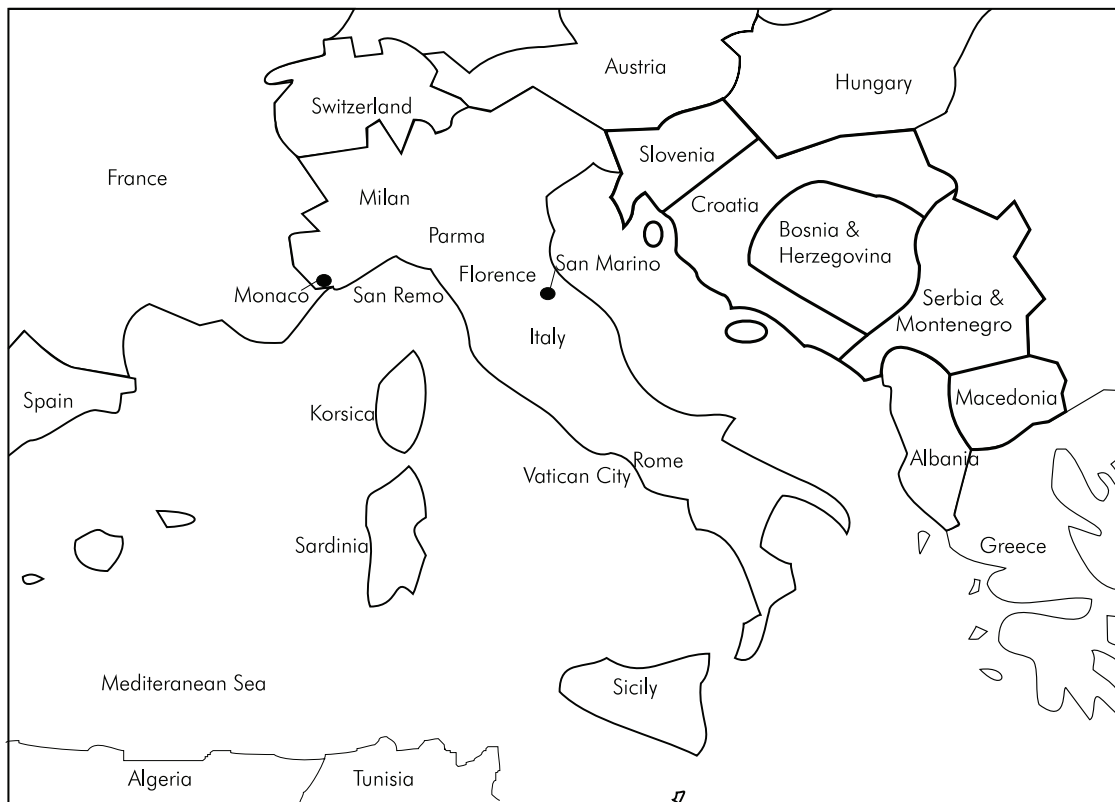 Austria
Hungary
Switzerland
Slovenia
France
Milan
Croatia
Parma
Bosnia &
Herzegovina
San Marino
Florence
Monaco
San Remo
Serbia &
Montenegro
Italy
Spain
Korsica
Macedonia
Albania
Rome
Vatican City
Sardinia
Greece
Mediteranean Sea
Sicily
Algeria
Tunisia